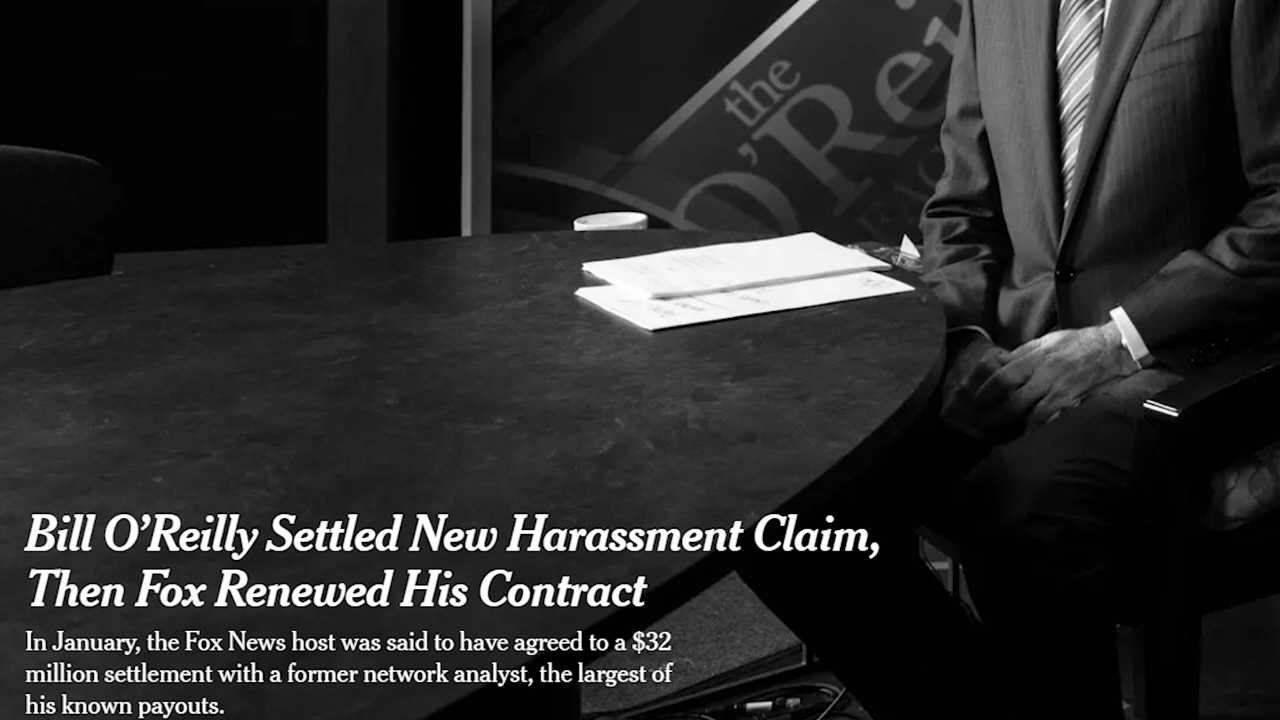 the
O'Rei
Bill O’Reilly Settled New Harassment Claim,
Then Fox Renewed His Contract
In January, the Fox News host was said to have agreed to a $32
million settlement with a former network analyst, the largest of
his known payouts.